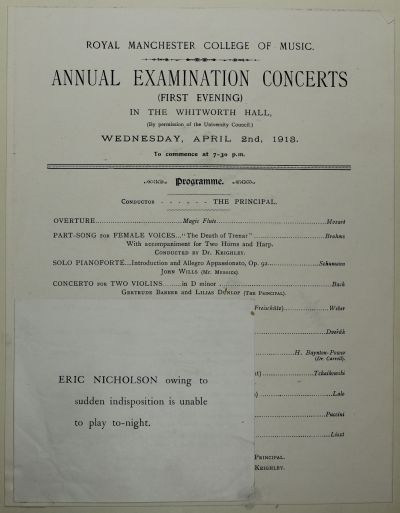 ROYAL MANCHESTER COLLEGE OF MUSIC.
ANNUAL EXAMINATION CONCERTS
(FIRST EVENING)
IN THE WHITWORTH HALL,
(By permission of the University Council.)
WEDNESDAY, APRIL 2nd, 1913.
To commence at 7-30 p.m.
Programme.
CONDUCTOR - - - - - - THE PRINCIPAL.
OVERTURE.....Magic Flute.....Mozart
PART-SONG FOR FEMALE VOICES..."The Death of Trenar".....Brahms
With accompaniment for Two Horns and Harp.
CONDUCTED BY DR. KEIGHLEY.
SOLO PIANOFORTE...Introduction and Allegro Appassionato, Op. 92.....Schumann
JOHN WILLS (MR. MERRICK).
CONCERTO FOR TWO VIOLINS.....in D minor.....Bach
GERTRUDE BARKER and LILIAS DUNLOP (THE PRINCIPAL).
Freischütz).....Weber
.....Dvořák
H. Baynton-Power
(Dr. Carroll).
.....Tchaikovski
.....Lalo
.....Puccini
.....Liszt
PRINCIPAL.
KEIGHLEY.
ERIC NICHOLSON owing to
sudden indisposition is unable
to play to-night.